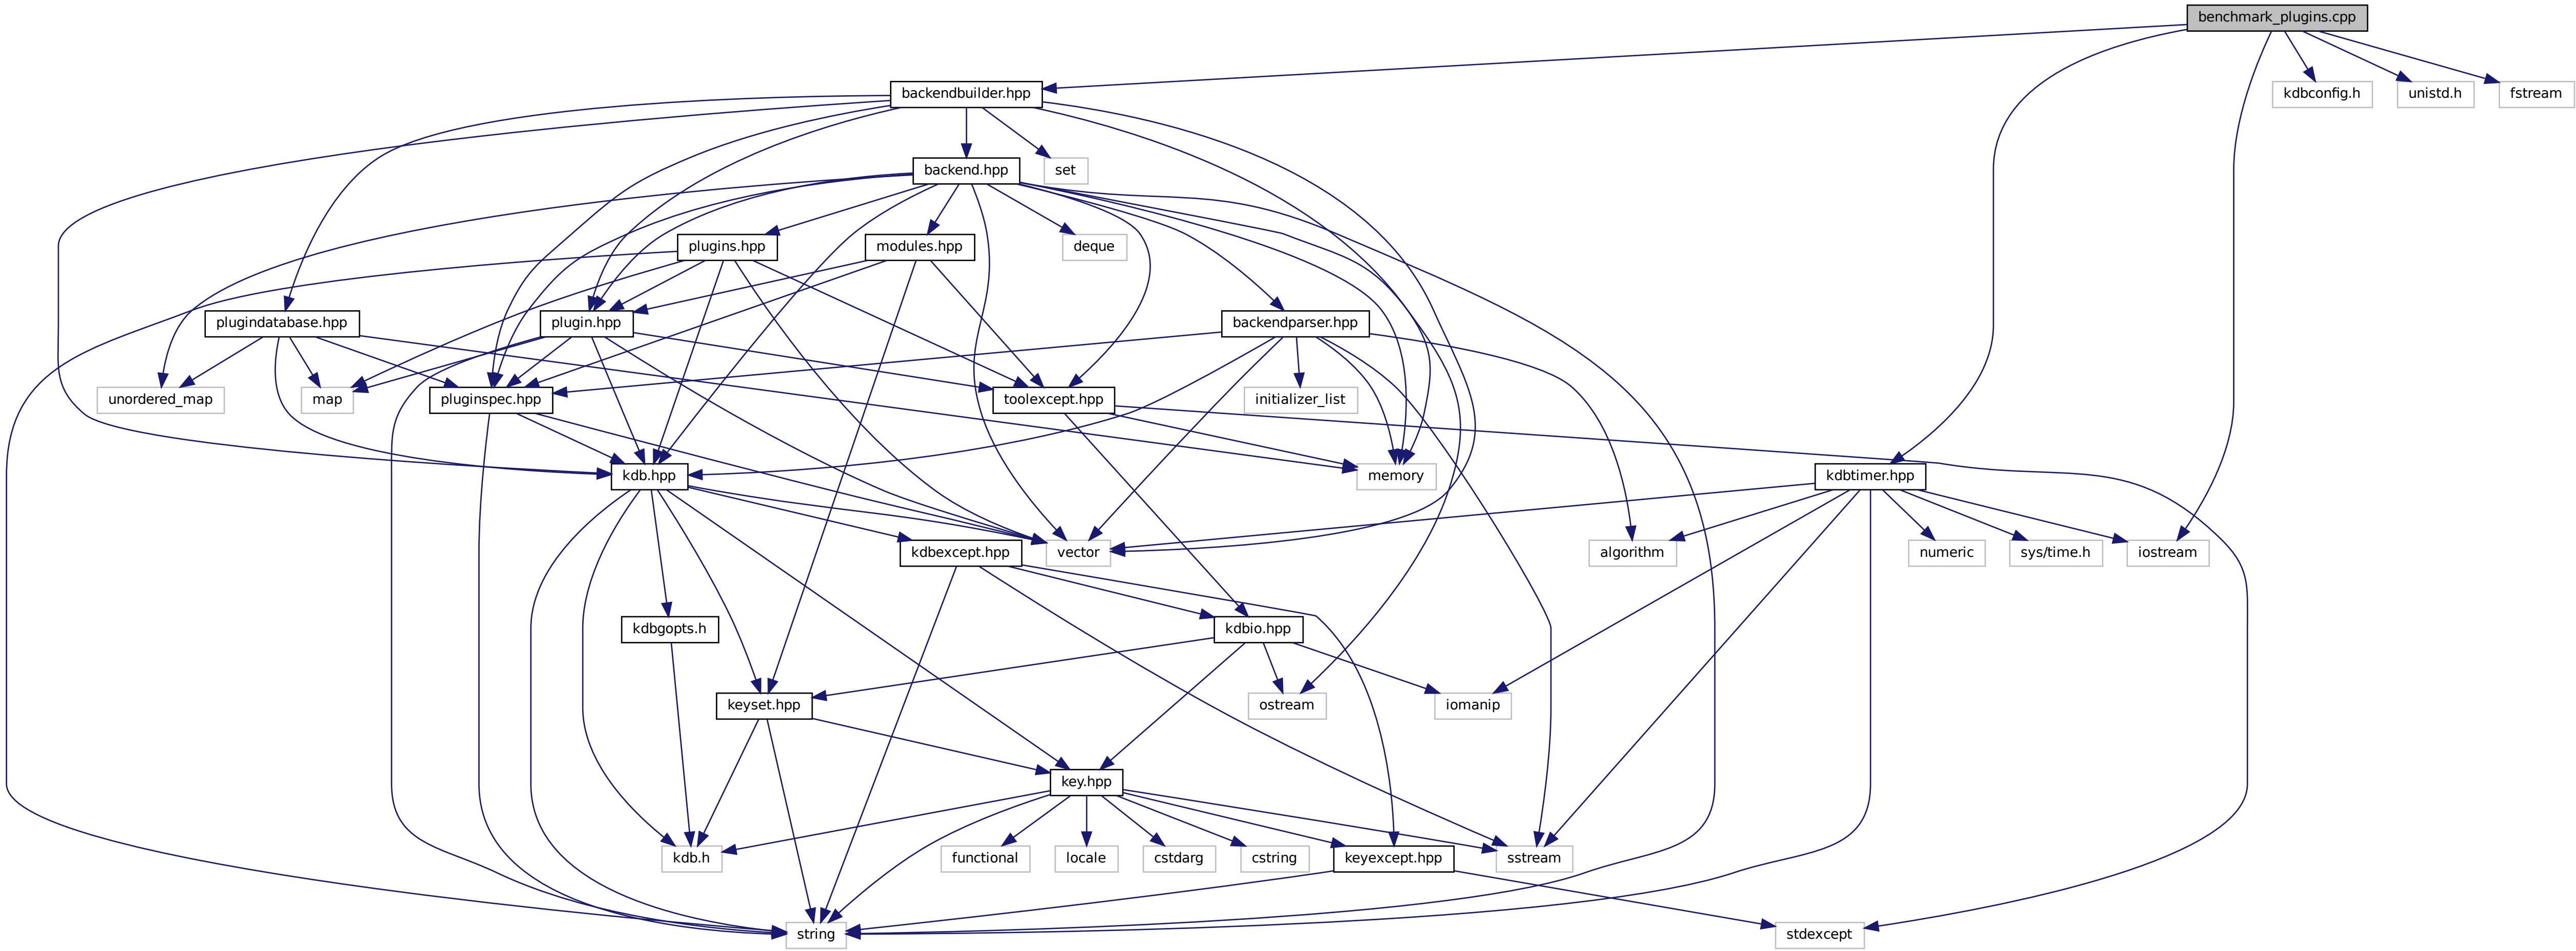 benchmark_plugins.cpp
backendbuilder.hpp
kdbconfig.h
unistd.h
fstream
backend.hpp
set
plugins.hpp
modules.hpp
deque
plugindatabase.hpp
plugin.hpp
backendparser.hpp
unordered_map
map
pluginspec.hpp
toolexcept.hpp
initializer_list
kdb.hpp
memory
kdbtimer.hpp
kdbexcept.hpp
vector
algorithm
numeric
sys/time.h
iostream
kdbgopts.h
kdbio.hpp
keyset.hpp
ostream
iomanip
key.hpp
kdb.h
functional
locale
cstdarg
cstring
keyexcept.hpp
sstream
string
stdexcept